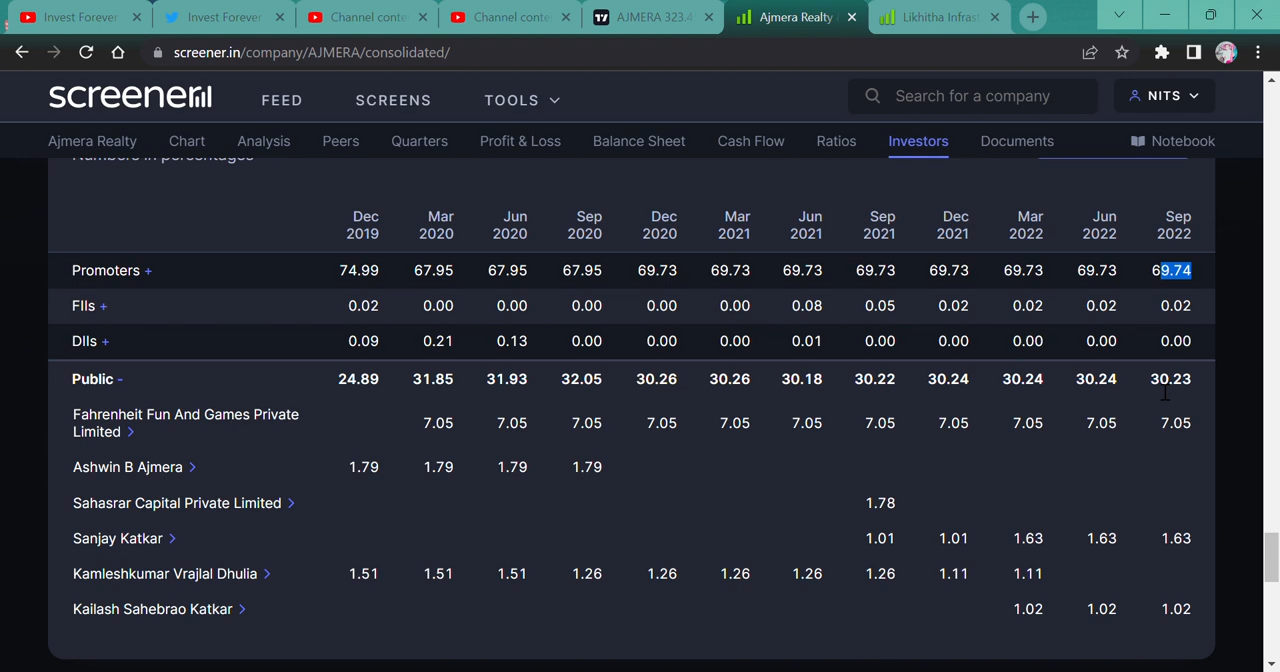 Invest Forever
Invest Forever
Channel conte
Channel conte
AJMERA 323.4
Ajmera Realty
Likhitha Infras
screener.in/company/AJMERA/consolidated/
screener
FEED
SCREENS
TOOLS
Search for a company
NITS
Ajmera Realty
Chart
Analysis
Peers
Quarters
Profit & Loss
Balance Sheet
Cash Flow
Ratios
Investors
Documents
Notebook
Numbers in percentages
Dec 2019 Mar 2020 Jun 2020 Sep 2020 Dec 2020 Mar 2021 Jun 2021 Sep 2021 Dec 2021 Mar 2022 Jun 2022 Sep 2022
Promoters + 74.99 67.95 67.95 67.95 69.73 69.73 69.73 69.73 69.73 69.73 69.73 69.74
FIIs + 0.02 0.00 0.00 0.00 0.00 0.00 0.08 0.05 0.02 0.02 0.02 0.02
DIIs + 0.09 0.21 0.13 0.00 0.00 0.00 0.01 0.00 0.00 0.00 0.00 0.00
Public - 24.89 31.85 31.93 32.05 30.26 30.26 30.18 30.22 30.24 30.24 30.24 30.23
Fahrenheit Fun And Games Private
Limited > 7.05 7.05 7.05 7.05 7.05 7.05 7.05 7.05 7.05 7.05 7.05
Ashwin B Ajmera > 1.79 1.79 1.79 1.79
Sahasrar Capital Private Limited > 1.78
Sanjay Katkar > 1.01 1.01 1.63 1.63 1.63
Kamleshkumar Vrajlal Dhulia > 1.51 1.51 1.51 1.26 1.26 1.26 1.26 1.26 1.11 1.11
Kailash Sahebrao Katkar > 1.02 1.02 1.02